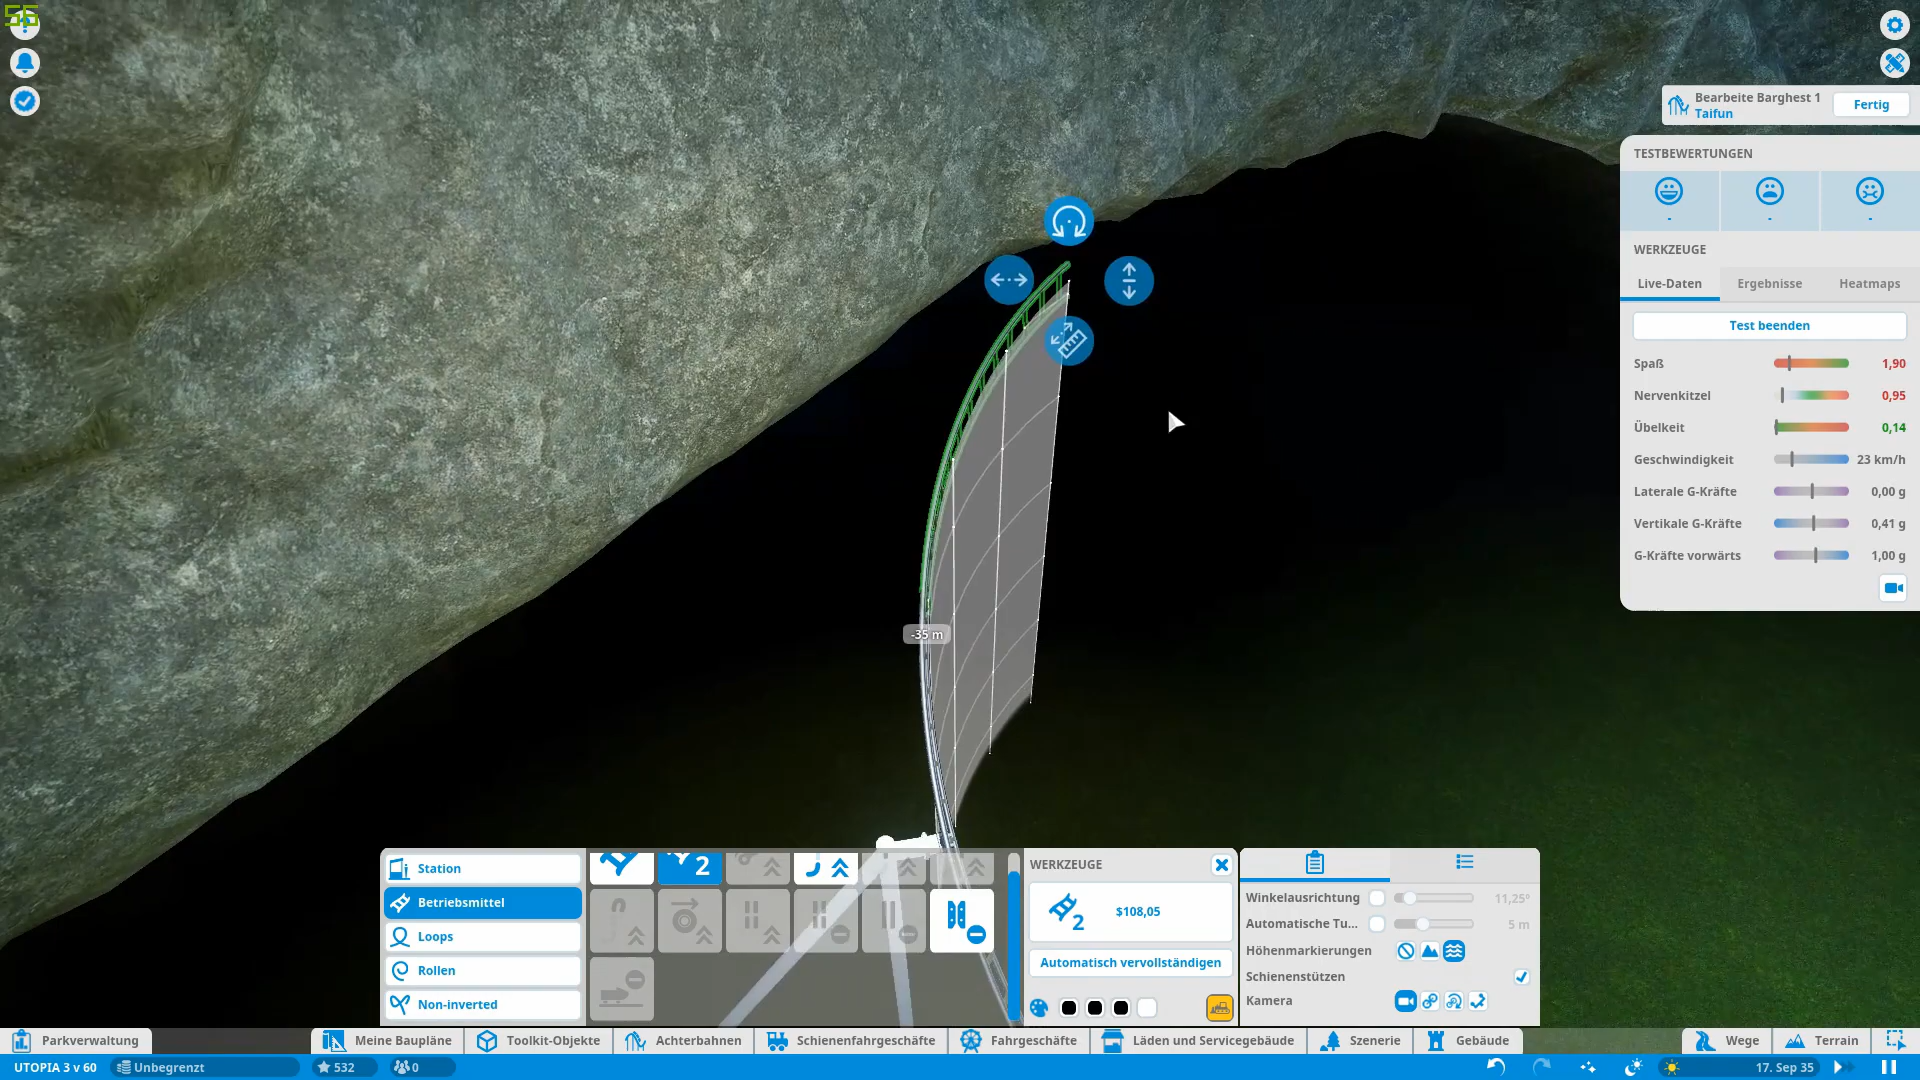 56
Bearbeite Barghest 1
Taifun
Fertig
TESTBEWERTUNGEN
-
-
-
WERKZEUGE
Live-Daten
Ergebnisse
Heatmaps
Test beenden
Spaß
1,90
Nervenkitzel
0,95
Übelkeit
0,14
Geschwindigkeit
23 km/h
Laterale G-Kräfte
0,00 g
Vertikale G-Kräfte
0,41 g
G-Kräfte vorwärts
1,00 g
-35 m
Station
Betriebsmittel
Loops
Rollen
Non-inverted
2
WERKZEUGE
2
$108,05
Automatisch vervollständigen
Winkelausrichtung
11,25°
Automatische Tu...
5 m
Höhenmarkierungen
Schienenstützen
Kamera
Parkverwaltung
Meine Baupläne
Toolkit-Objekte
Achterbahnen
Schienenfahrgeschäfte
Fahrgeschäfte
Läden und Servicegebäude
Szenerie
Gebäude
Wege
Terrain
UTOPIA 3 v 60
Unbegrenzt
532
0
17. Sep 35